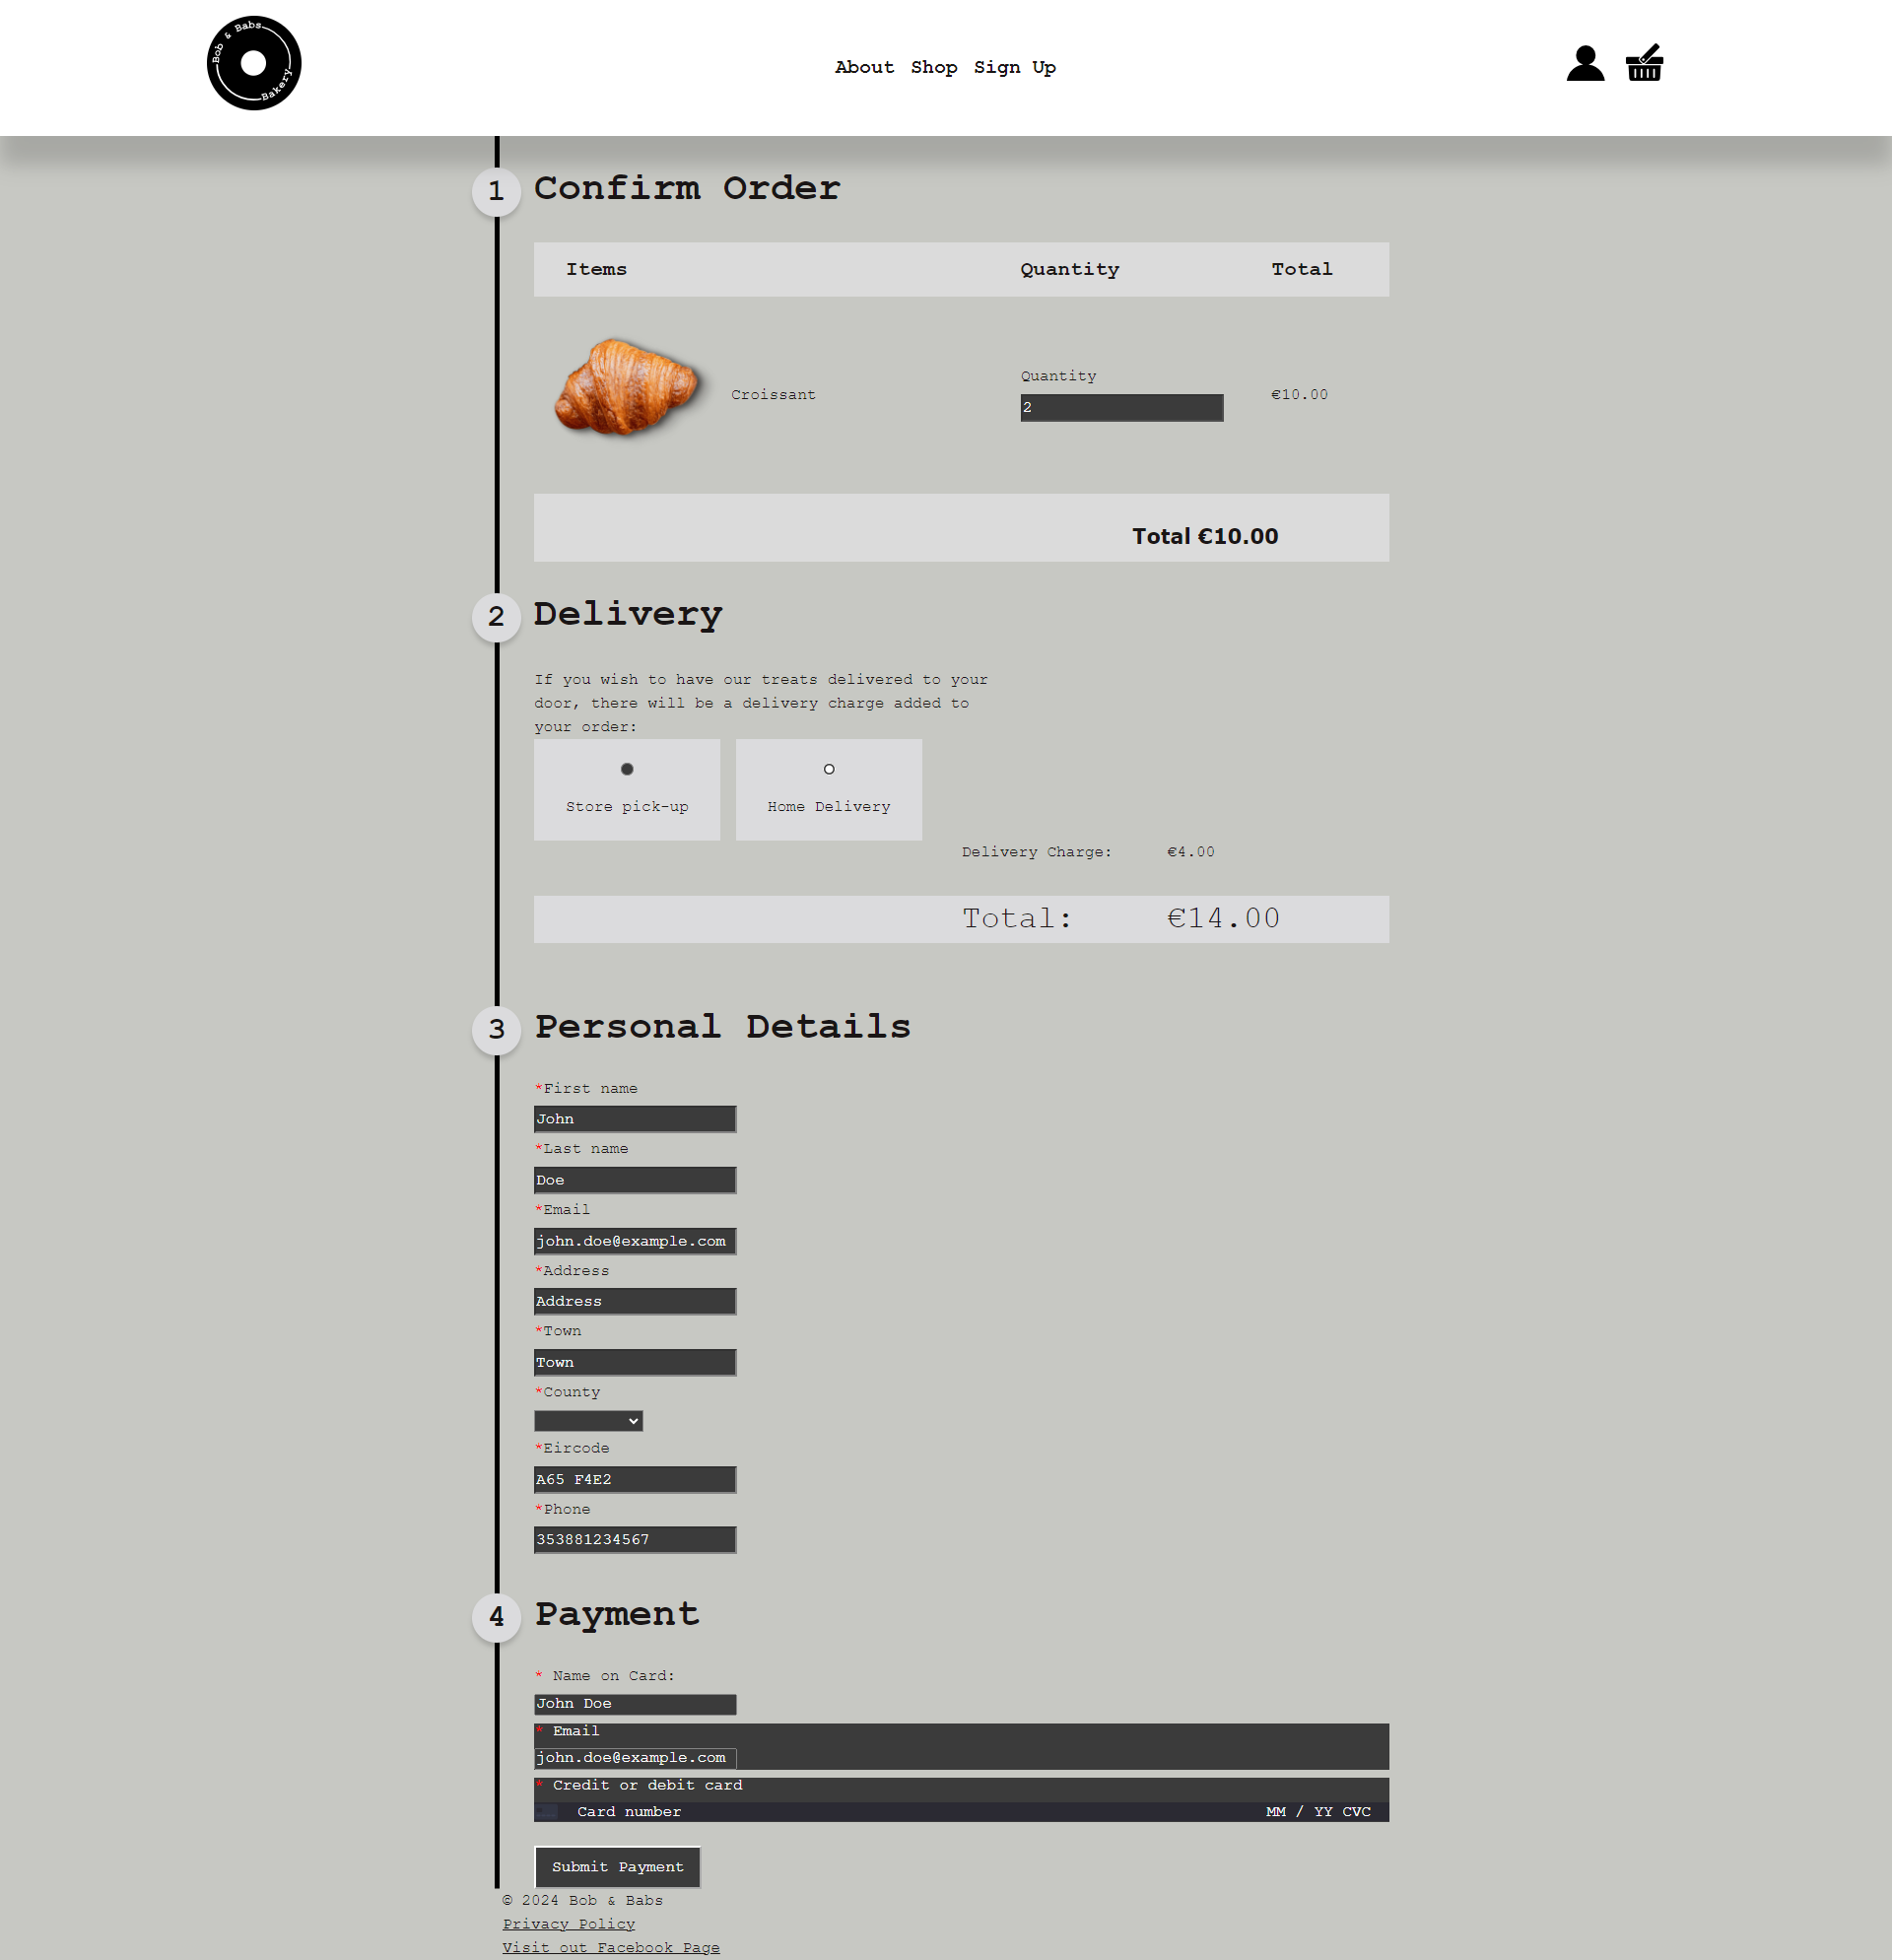 Bob & Babs
Bakery
About Shop Sign Up
1 Confirm Order
Items Quantity Total
Croissant
Quantity
2
€10.00
Total €10.00
2 Delivery
If you wish to have our treats delivered to your
door, there will be a delivery charge added to
your order:
Store pick-up Home Delivery
Delivery Charge: €4.00
Total: €14.00
3 Personal Details
*First name
John
*Last name
Doe
*Email
john.doe@example.com
*Address
Address
*Town
Town
*County
*Eircode
A65 F4E2
*Phone
353881234567
4 Payment
* Name on Card:
John Doe
* Email
john.doe@example.com
* Credit or debit card
Card number MM / YY CVC
Submit Payment
© 2024 Bob & Babs
Privacy Policy
Visit out Facebook Page